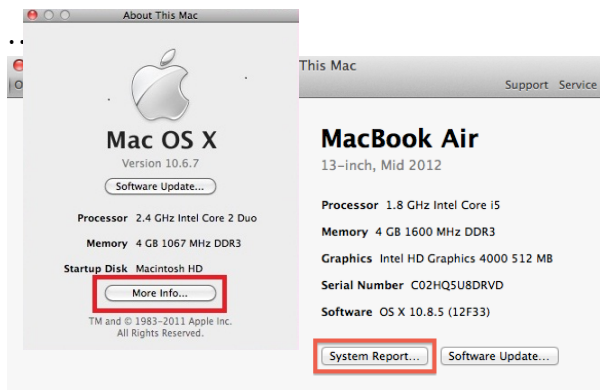 About This Mac
..
Mac OS X
Version 10.6.7
Software Update...
Processor 2.4 GHz Intel Core 2 Duo
Memory 4 GB 1067 MHz DDR3
Startup Disk Macintosh HD
More Info...
TM and © 1983–2011 Apple Inc.
All Rights Reserved.
This Mac
O
Support Service
MacBook Air
13-inch, Mid 2012
Processor 1.8 GHz Intel Core i5
Memory 4 GB 1600 MHz DDR3
Graphics Intel HD Graphics 4000 512 MB
Serial Number C02HQ5U8DRVD
Software OS X 10.8.5 (12F33)
System Report...
Software Update...